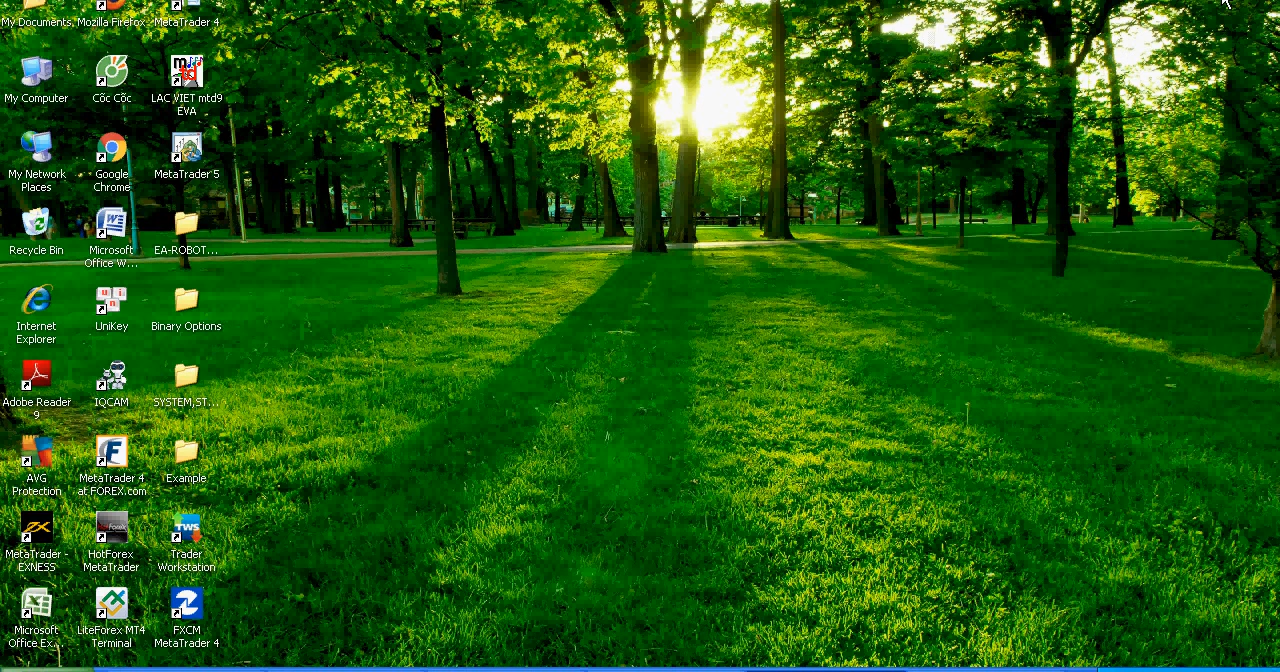 My Documents
Mozilla Firefox
MetaTrader 4
My Computer
Cốc Cốc
LAC VIET mtd9
EVA
My Network
Places
Google
Chrome
MetaTrader 5
Recycle Bin
Microsoft
Office W...
EA-ROBOT...
Internet
Explorer
UniKey
Binary Options
Adobe Reader
9
IQCAM
SYSTEM,ST...
AVG
Protection
MetaTrader 4
at FOREX.com
Example
MetaTrader -
EXNESS
HotForex
MetaTrader
TWS
Trader
Workstation
Microsoft
Office Ex...
LiteForex MT4
Terminal
FXCM
MetaTrader 4